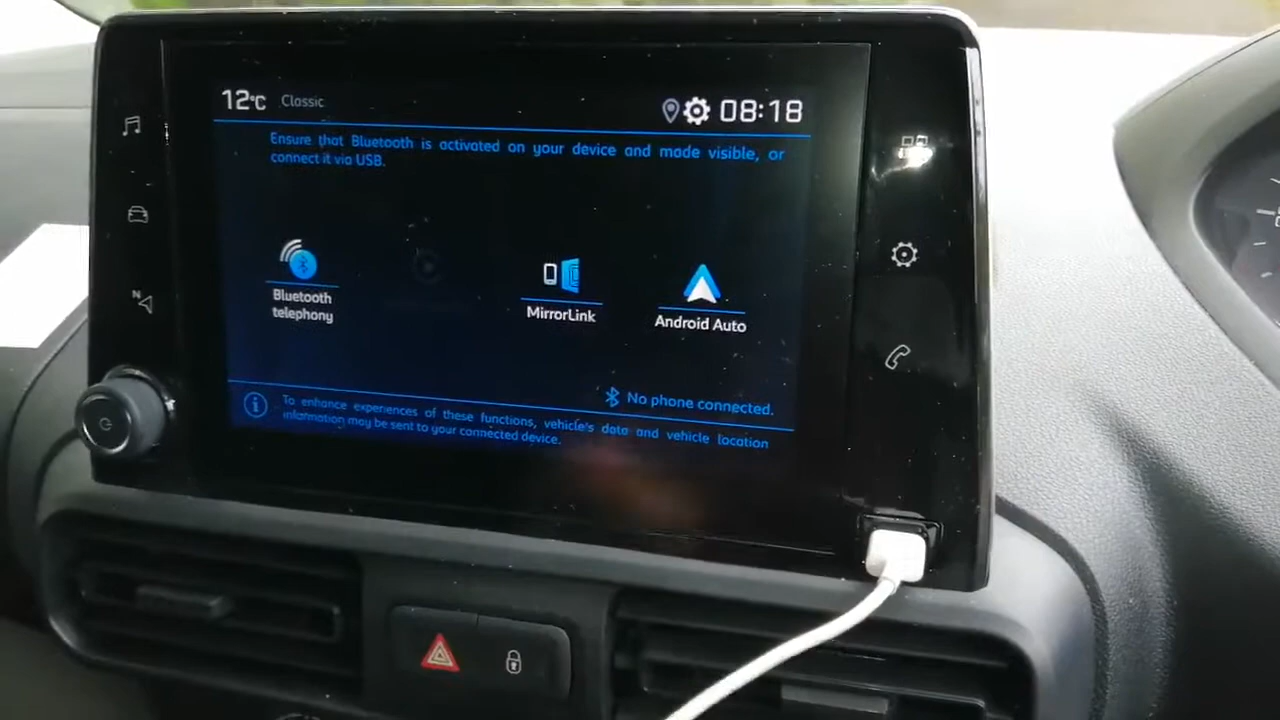 12°C Classic 08:18
Ensure that Bluetooth is activated on your device and made visible, or
connect it via USB.
Bluetooth
telephony
MirrorLink
Android Auto
No phone connected.
To enhance experiences of these functions, vehicle's data and vehicle location
information may be sent to your connected device.
N